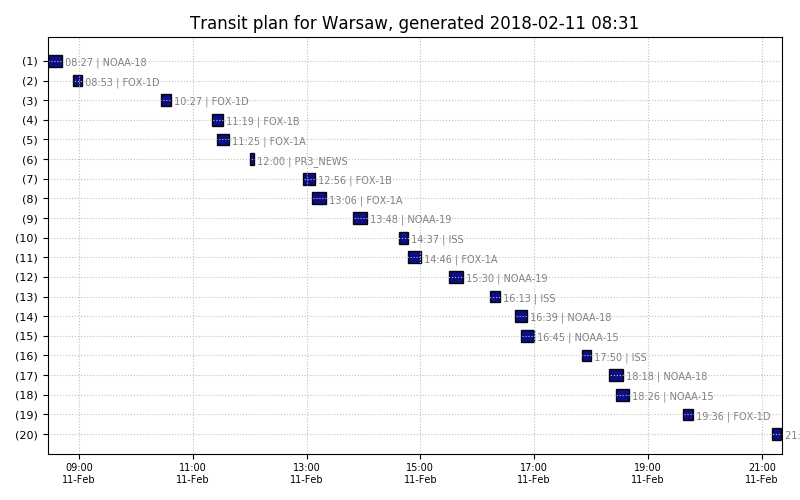 Transit plan for Warsaw, generated 2018-02-11 08:31
(1) 08:27 | NOAA-18
(2) 08:53 | FOX-1D
(3) 10:27 | FOX-1D
(4) 11:19 | FOX-1B
(5) 11:25 | FOX-1A
(6) 12:00 | PR3_NEWS
(7) 12:56 | FOX-1B
(8) 13:06 | FOX-1A
(9) 13:48 | NOAA-19
(10) 14:37 | ISS
(11) 14:46 | FOX-1A
(12) 15:30 | NOAA-19
(13) 16:13 | ISS
(14) 16:39 | NOAA-18
(15) 16:45 | NOAA-15
(16) 17:50 | ISS
(17) 18:18 | NOAA-18
(18) 18:26 | NOAA-15
(19) 19:36 | FOX-1D
(20) 21:
09:00 11:00 13:00 15:00 17:00 19:00 21:00
11-Feb 11-Feb 11-Feb 11-Feb 11-Feb 11-Feb 11-Feb